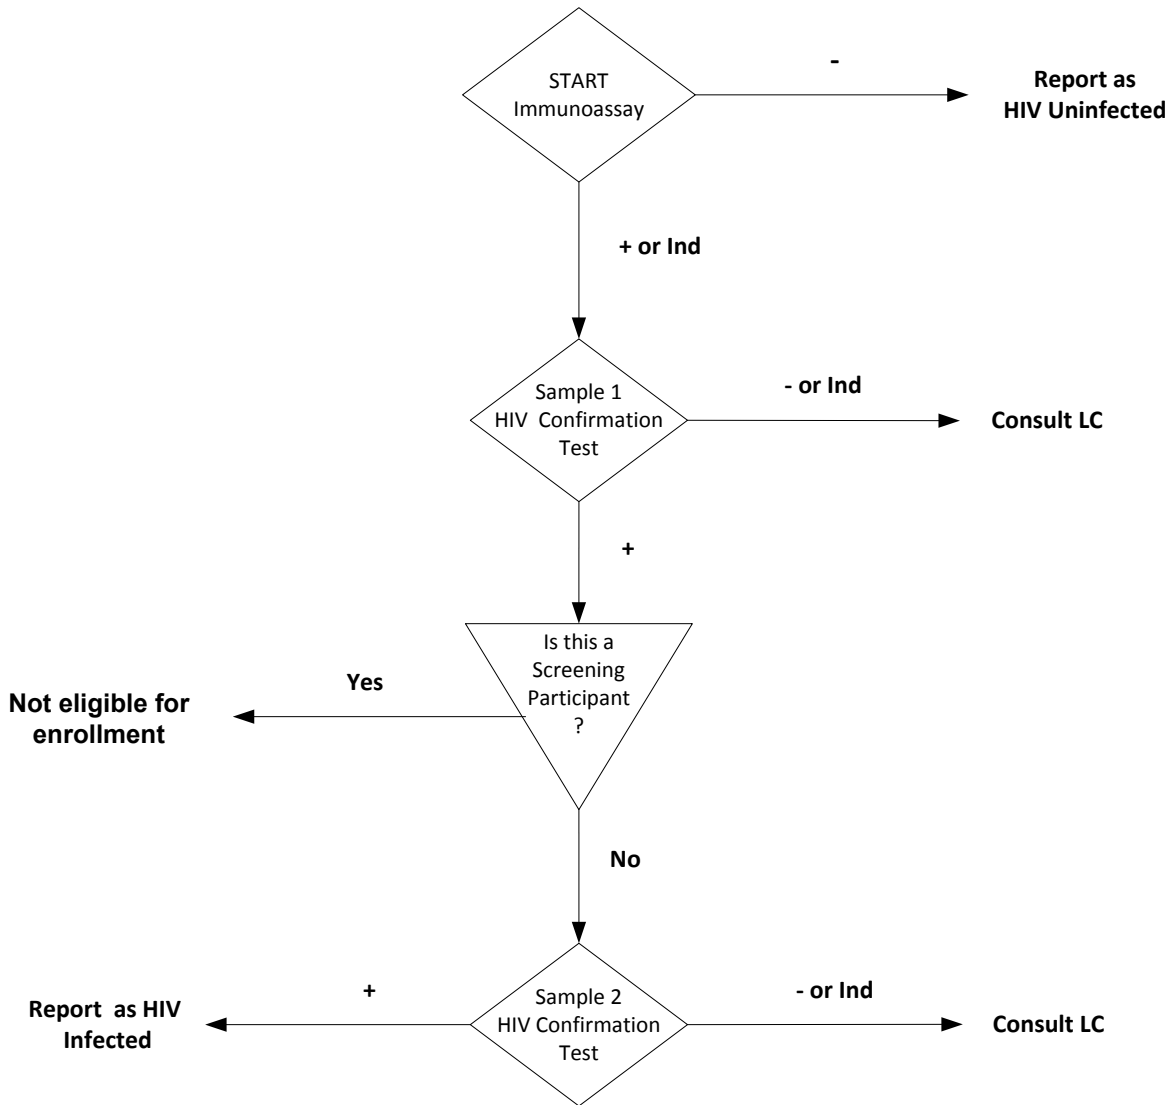 START
Immunoassay
-
Report as
HIV Uninfected
+ or Ind
Sample 1
HIV Confirmation
Test
- or Ind
Consult LC
+
Is this a
Screening
Participant
?
Yes
Not eligible for
enrollment
No
Sample 2
HIV Confirmation
Test
+
Report as HIV
Infected
- or Ind
Consult LC